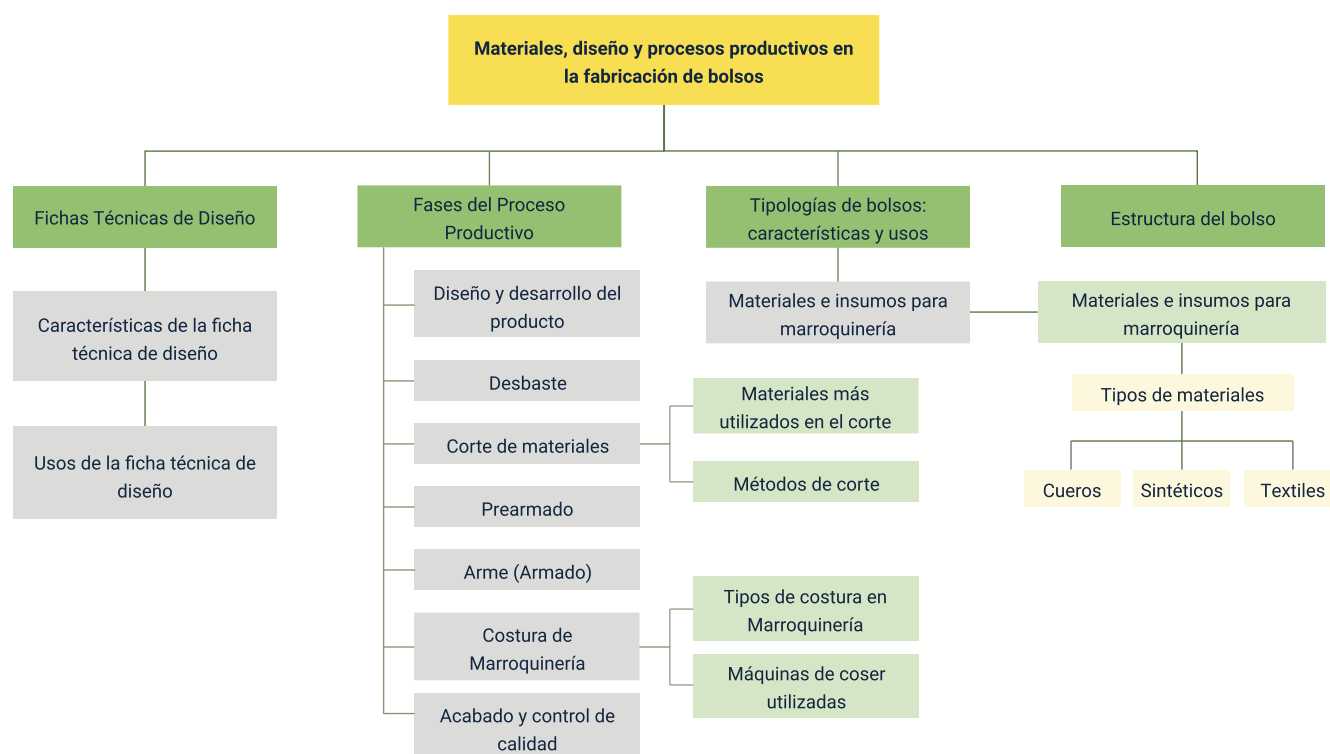 Materiales, diseño y procesos productivos en
la fabricación de bolsos
Fichas Técnicas de Diseño
Características de la ficha
técnica de diseño
Usos de la ficha técnica de
diseño
Fases del Proceso
Productivo
Diseño y desarrollo del
producto
Desbaste
Corte de materiales
Materiales más
utilizados en el corte
Métodos de corte
Prearmado
Arme (Armado)
Costura de
Marroquinería
Tipos de costura en
Marroquinería
Máquinas de coser
utilizadas
Acabado y control de
calidad
Tipologías de bolsos:
características y usos
Materiales e insumos para
marroquinería
Estructura del bolso
Materiales e insumos para
marroquinería
Tipos de materiales
Cueros
Sintéticos
Textiles